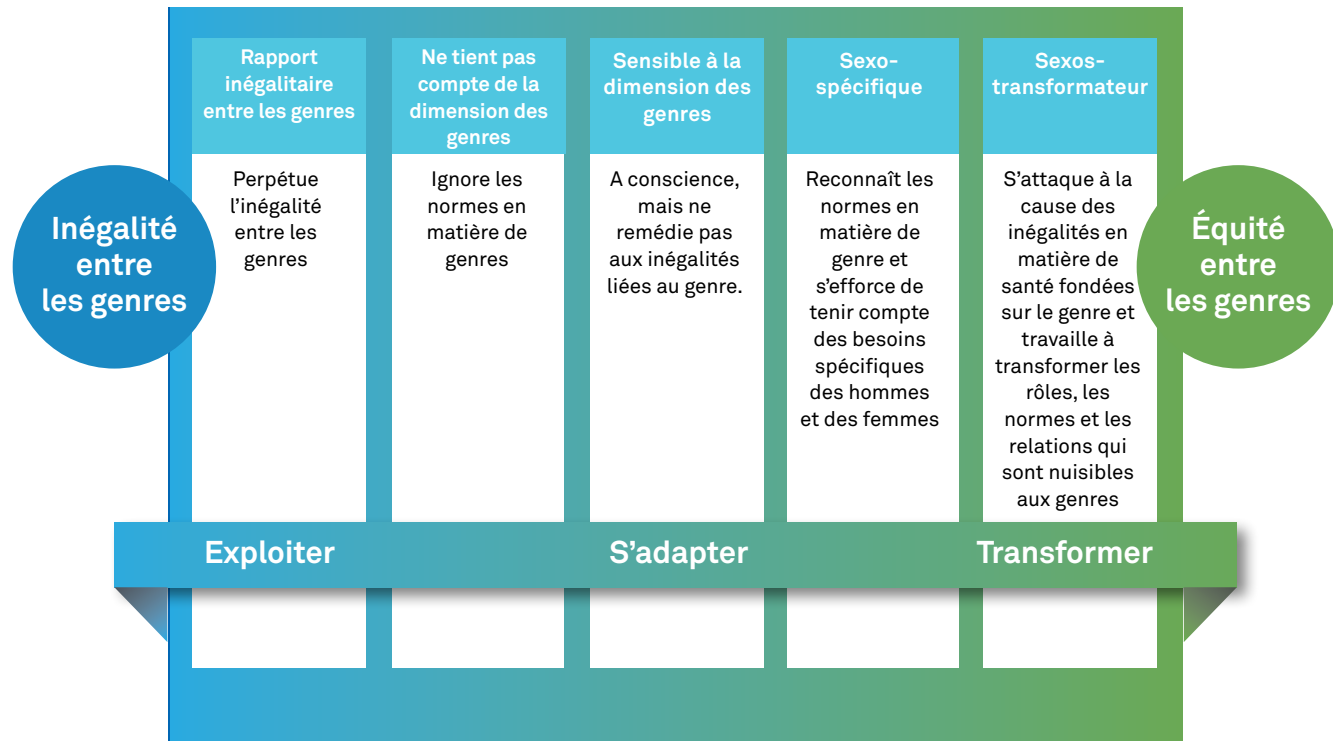 Rapport
inégalitaire
entre les genres
Ne tient pas
compte de la
dimension des
genres
Sensible à la
dimension des
genres
Sexo-
spécifique
Sexos-
transformateur
Inégalité
entre
les genres
Perpétue
l’inégalité
entre les
genres
Ignore les
normes en
matière de
genres
A conscience,
mais ne
remédie pas
aux inégalités
liées au genre.
Reconnaît les
normes en
matière de
genre et
s’efforce de
tenir compte
des besoins
spécifiques
des hommes
et des femmes
S’attaque à la
cause des
inégalités en
matière de
santé fondées
sur le genre et
travaille à
transformer les
rôles, les
normes et les
relations qui
sont nuisibles
aux genres
Équité
entre
les genres
Exploiter
S’adapter
Transformer